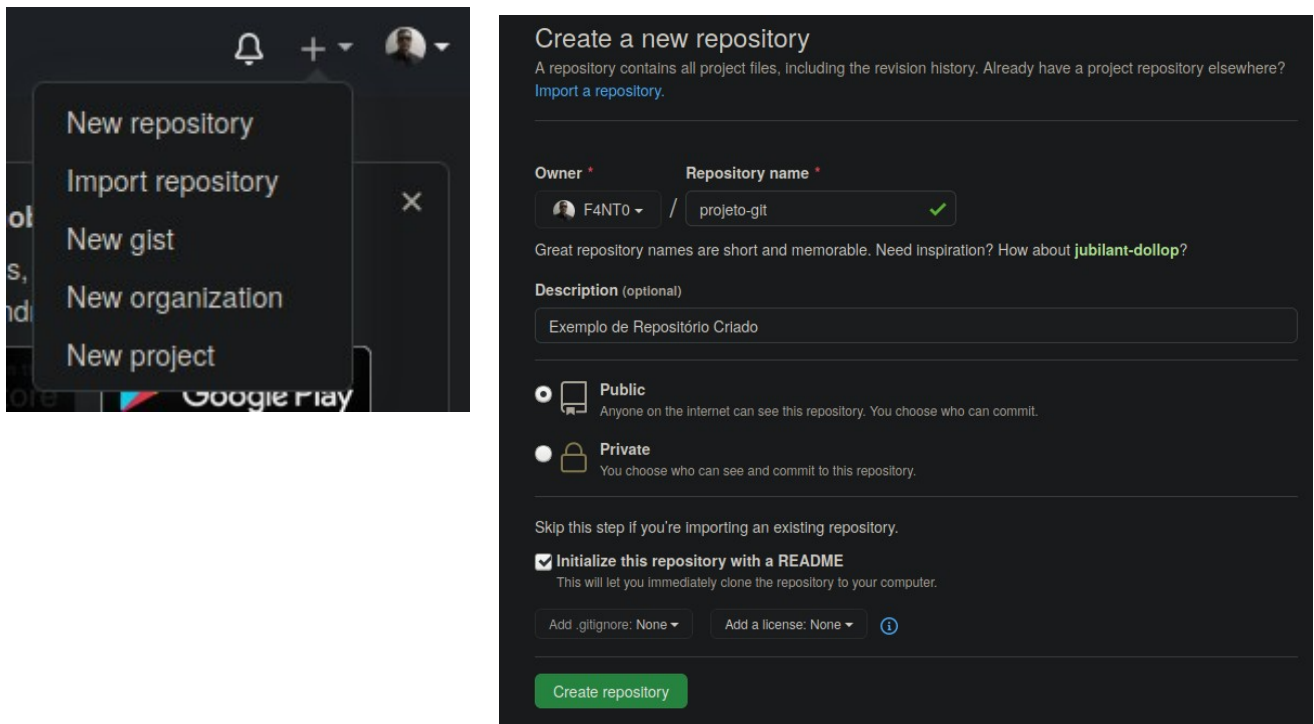 New repository
Import repository
New gist
New organization
New project
Google Play
Create a new repository
A repository contains all project files, including the revision history. Already have a project repository elsewhere?
Import a repository.
Owner *
Repository name *
F4NT0 / projeto-git
Great repository names are short and memorable. Need inspiration? How about jubilant-dollop?
Description (optional)
Exemplo de Repositório Criado
Public
Anyone on the internet can see this repository. You choose who can commit.
Private
You choose who can see and commit to this repository.
Skip this step if you're importing an existing repository.
Initialize this repository with a README
This will let you immediately clone the repository to your computer.
Add .gitignore: None
Add a license: None
Create repository